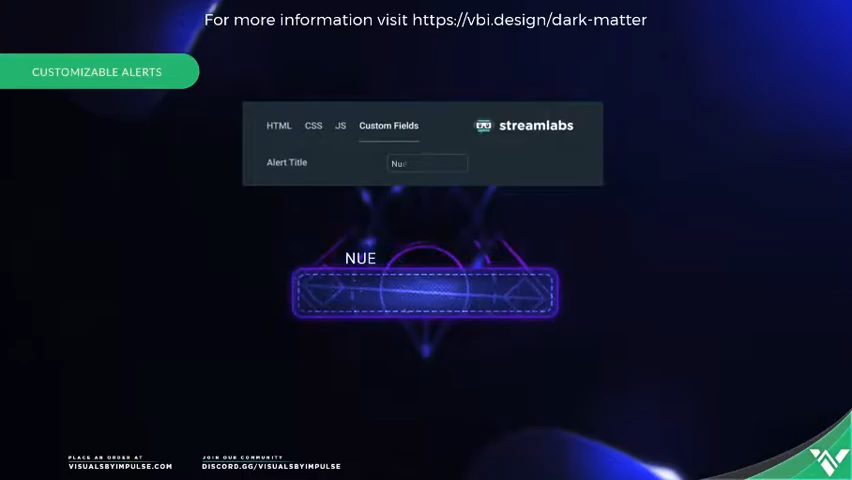 For more information visit https://vbi.design/dark-matter
CUSTOMIZABLE ALERTS
HTML CSS JS Custom Fields streamlabs
Alert Title Nue
NUE
PLACE AN ORDER AT
VISUALSBYIMPULSE.COM
JOIN OUR COMMUNITY
DISCORD.GG/VISUALSBYIMPULSE